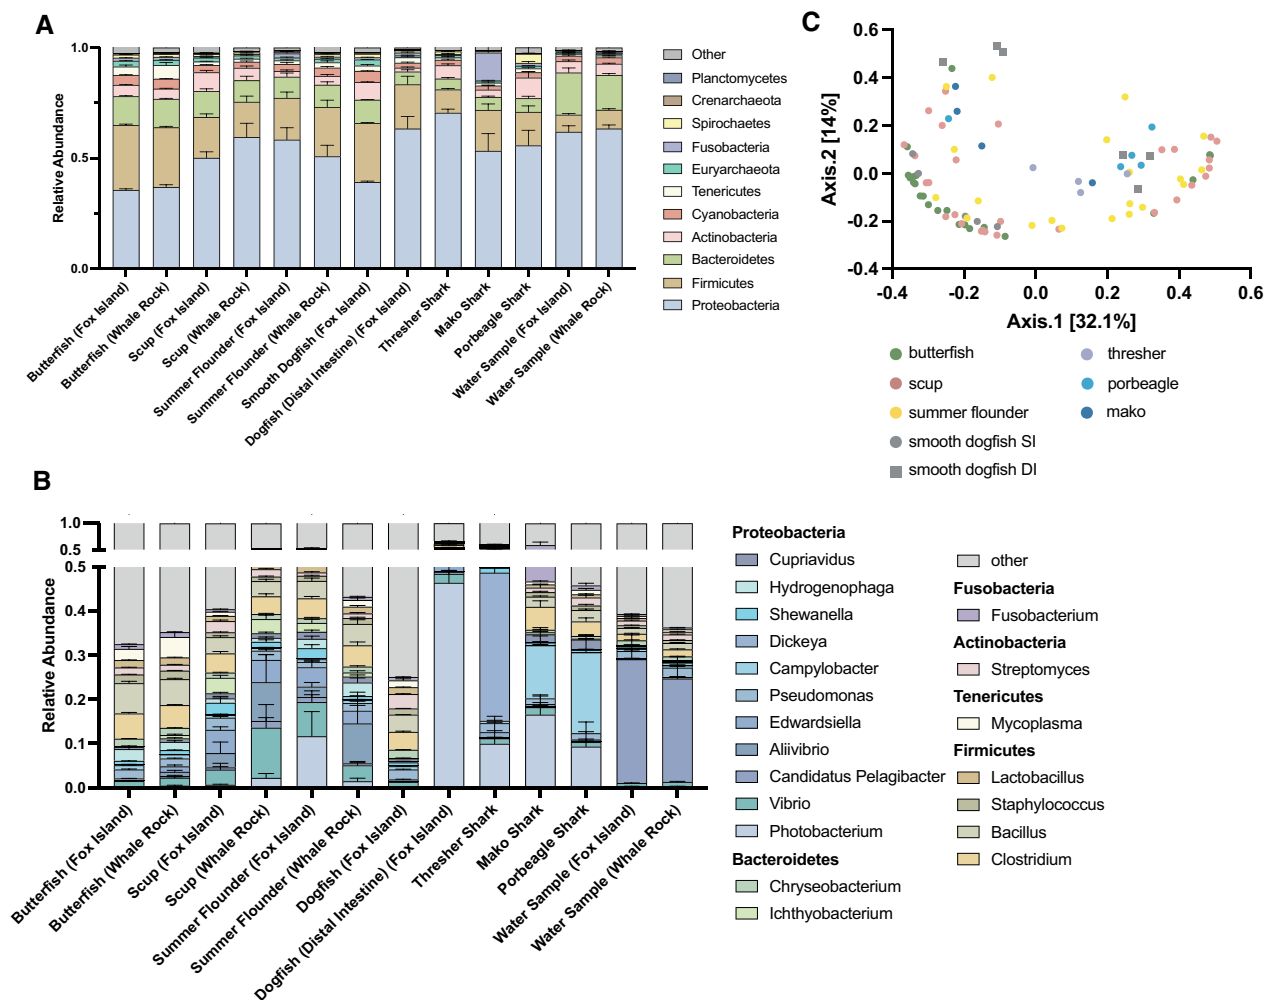 A
1.0
0.5
0.0
Relative Abundance
Butterfish (Fox Island)
Butterfish (Whale Rock)
Scup (Fox Island)
Scup (Whale Rock)
Summer Flounder (Fox Island)
Summer Flounder (Whale Rock)
Smooth Dogfish (Fox Island)
Dogfish (Distal Intestine) (Fox Island)
Thresher Shark
Mako Shark
Porbeagle Shark
Water Sample (Fox Island)
Water Sample (Whale Rock)
Other
Planctomycetes
Crenarchaeota
Spirochaetes
Fusobacteria
Euryarchaeota
Tenericutes
Cyanobacteria
Actinobacteria
Bacteroidetes
Firmicutes
Proteobacteria
C
0.6
0.4
0.2
0.0
-0.2
-0.4
Axis.2 [14%]
-0.4 -0.2 0.0 0.2 0.4 0.6
Axis.1 [32.1%]
butterfish
scup
summer flounder
smooth dogfish SI
smooth dogfish DI
thresher
porbeagle
mako
B
1.0
0.5
0.5
0.4
0.3
0.2
0.1
0.0
Relative Abundance
Butterfish (Fox Island)
Butterfish (Whale Rock)
Scup (Fox Island)
Scup (Whale Rock)
Summer Flounder (Fox Island)
Summer Flounder (Whale Rock)
Dogfish (Fox Island)
Dogfish (Distal Intestine) (Fox Island)
Thresher Shark
Mako Shark
Porbeagle Shark
Water Sample (Fox Island)
Water Sample (Whale Rock)
Proteobacteria
Cupriavidus
Hydrogenophaga
Shewanella
Dickeya
Campylobacter
Pseudomonas
Edwardsiella
Aliivibrio
Candidatus Pelagibacter
Vibrio
Photobacterium
Bacteroidetes
Chryseobacterium
Ichthyobacterium
other
Fusobacteria
Fusobacterium
Actinobacteria
Streptomyces
Tenericutes
Mycoplasma
Firmicutes
Lactobacillus
Staphylococcus
Bacillus
Clostridium